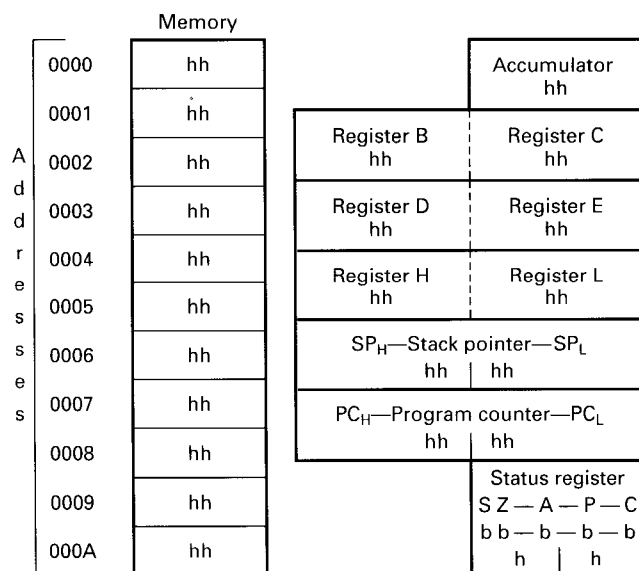 Memory
Addresses
0000 hh
0001 hh
0002 hh
0003 hh
0004 hh
0005 hh
0006 hh
0007 hh
0008 hh
0009 hh
000A hh
Accumulator
hh
Register B Register C
hh hh
Register D Register E
hh hh
Register H Register L
hh hh
SPH—Stack pointer—SPL
hh hh
PCH—Program counter—PCL
hh hh
Status register
S Z — A — P — C
b b — b — b — b
h h